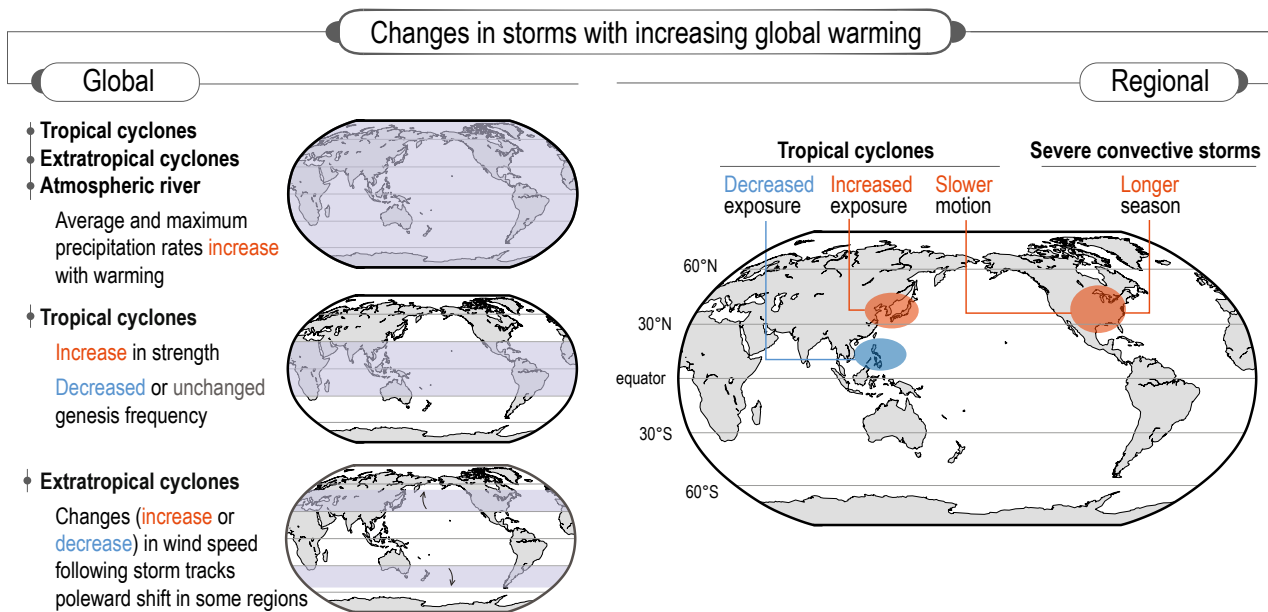 Changes in storms with increasing global warming
Global
Tropical cyclones
Extratropical cyclones
Atmospheric river
Average and maximum
precipitation rates increase
with warming
Tropical cyclones
Increase in strength
Decreased or unchanged
genesis frequency
Extratropical cyclones
Changes (increase or
decrease) in wind speed
following storm tracks
poleward shift in some regions
Regional
Tropical cyclones
Severe convective storms
Decreased
exposure
Increased
exposure
Slower
motion
Longer
season
60°N
30°N
equator
30°S
60°S